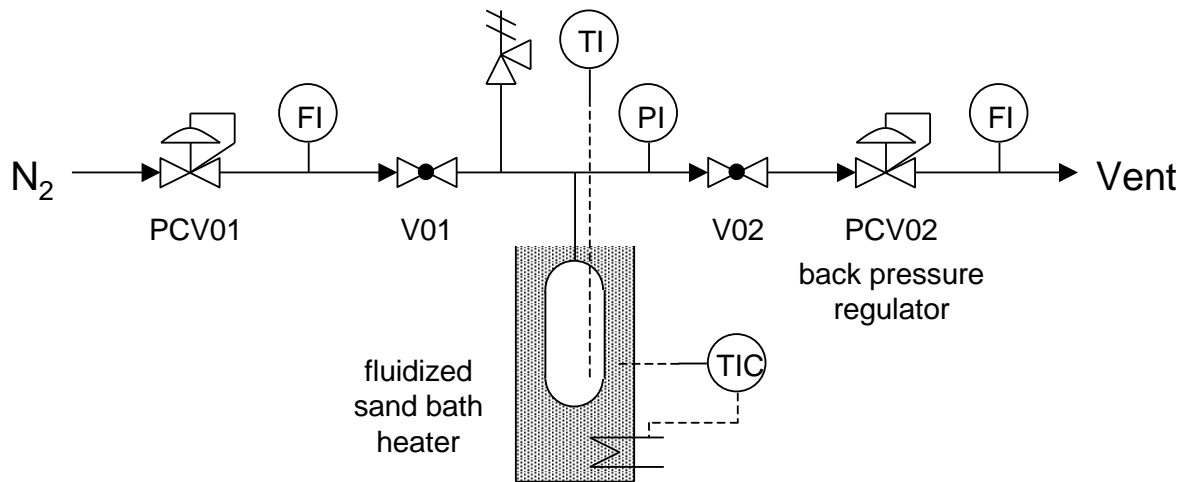 TI
FI
PI
FI
N2
Vent
PCV01
V01
V02
PCV02
back pressure
regulator
fluidized
sand bath
heater
TIC